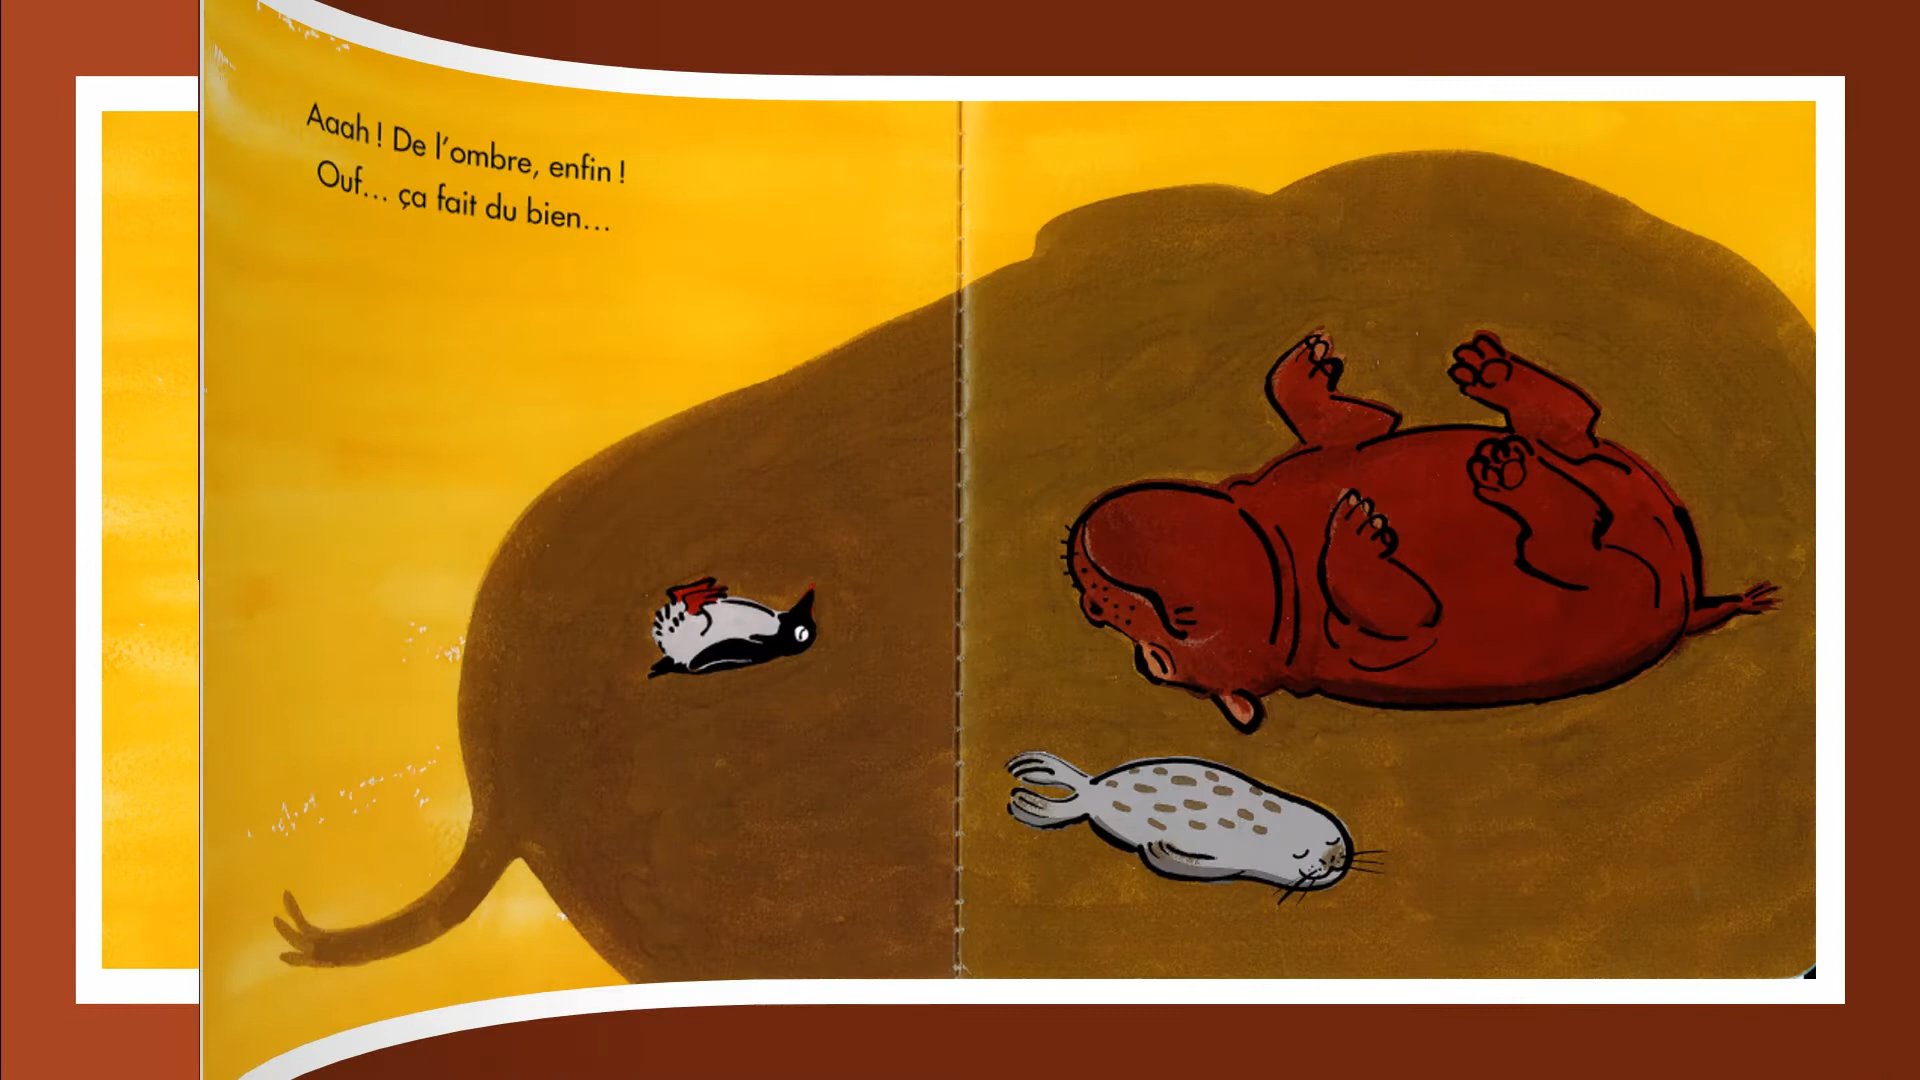 Aaah ! De l’ombre, enfin !
Ouf… ça fait du bien…